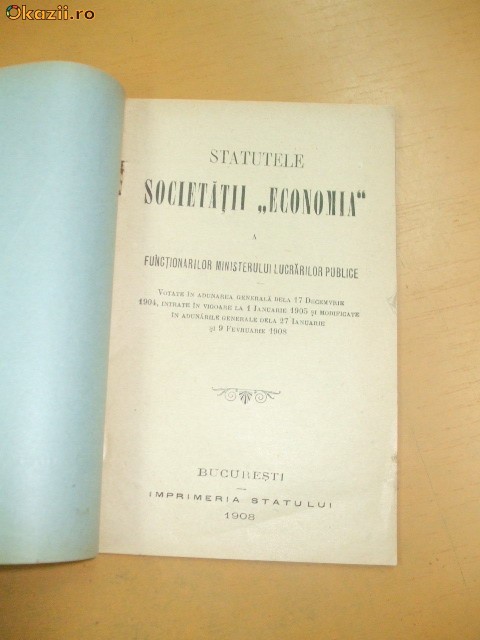 Okazii.ro
STATUTELE
SOCIETĂȚII „ECONOMIA“
A
FUNCȚIONARILOR MINISTERULUI LUCRĂRILOR PUBLICE
VOTATE ÎN ADUNAREA GENERALĂ DELA 17 DECEMVRIE
1904, INTRATE ÎN VIGOARE LA 1 IANUARIE 1905 ȘI MODIFICATE
ÎN ADUNĂRILE GENERALE DELA 27 IANUARIE
ȘI 9 FEVRUARIE 1908
BUCUREȘTI
IMPRIMERIA STATULUI
1908